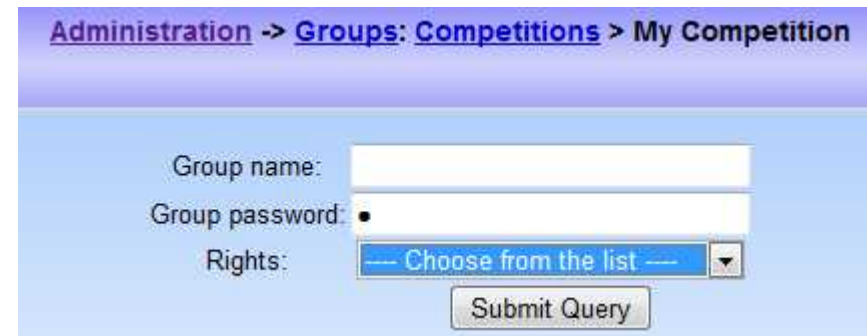 Administration -> Groups: Competitions > My Competition
Group name:
Group password: •
Rights: ---- Choose from the list ----
Submit Query